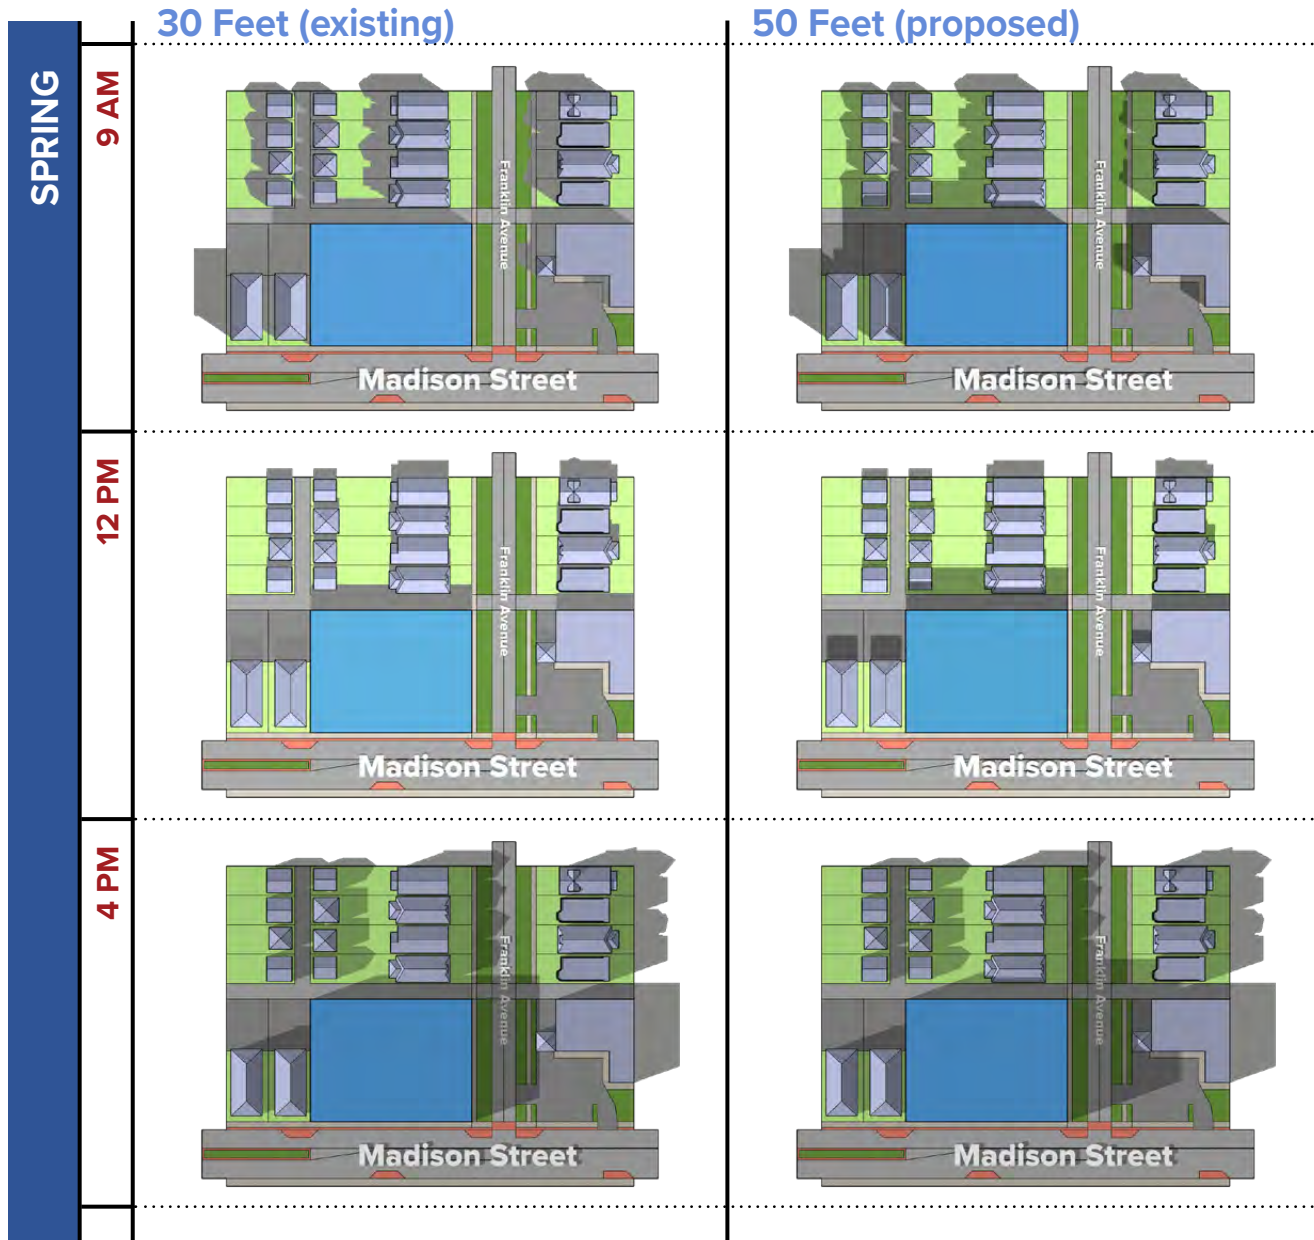 30 Feet (existing)
50 Feet (proposed)
SPRING
9 AM
Franklin Avenue
Madison Street
Franklin Avenue
Madison Street
12 PM
Franklin Avenue
Madison Street
Franklin Avenue
Madison Street
4 PM
Franklin Avenue
Madison Street
Franklin Avenue
Madison Street